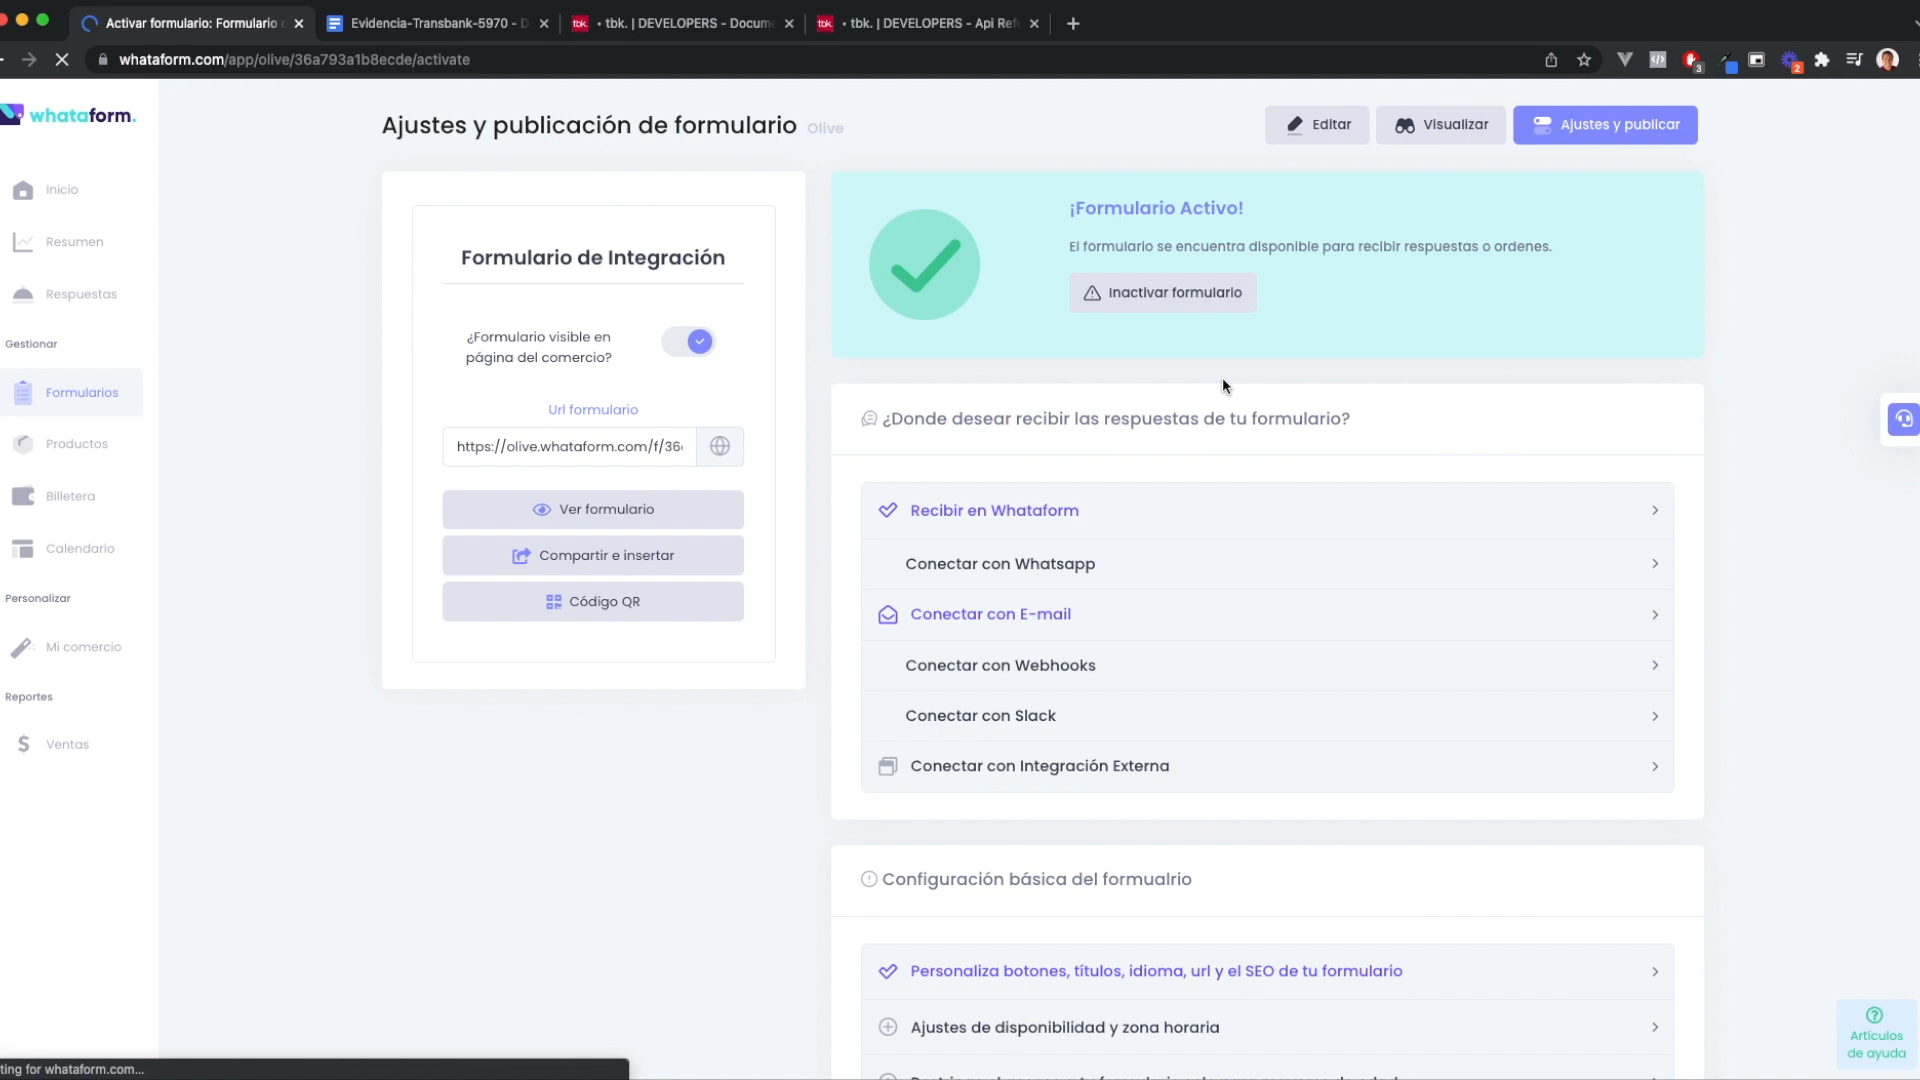 Activar formulario: Formulario
Evidencia-Transbank-5970 - D
tbk. • tbk. | DEVELOPERS - Docum
tbk. • tbk. | DEVELOPERS - Api Ref
whataform.com/app/olive/36a793a1b8ecde/activate
3
2
whataform.
Inicio
Resumen
Respuestas
Gestionar
Formularios
Productos
Billetera
Calendario
Personalizar
Mi comercio
Reportes
Ventas
Ajustes y publicación de formulario Olive
Editar
Visualizar
Ajustes y publicar
Formulario de Integración
¿Formulario visible en
página del comercio?
Url formulario
https://olive.whataform.com/f/36
Ver formulario
Compartir e insertar
Código QR
¡Formulario Activo!
El formulario se encuentra disponible para recibir respuestas o ordenes.
Inactivar formulario
¿Donde desear recibir las respuestas de tu formulario?
Recibir en Whataform
Conectar con Whatsapp
Conectar con E-mail
Conectar con Webhooks
Conectar con Slack
Conectar con Integración Externa
Configuración básica del formualrio
Personaliza botones, títulos, idioma, url y el SEO de tu formulario
Ajustes de disponibilidad y zona horaria
Artículos
de ayuda
ting for whataform.com...